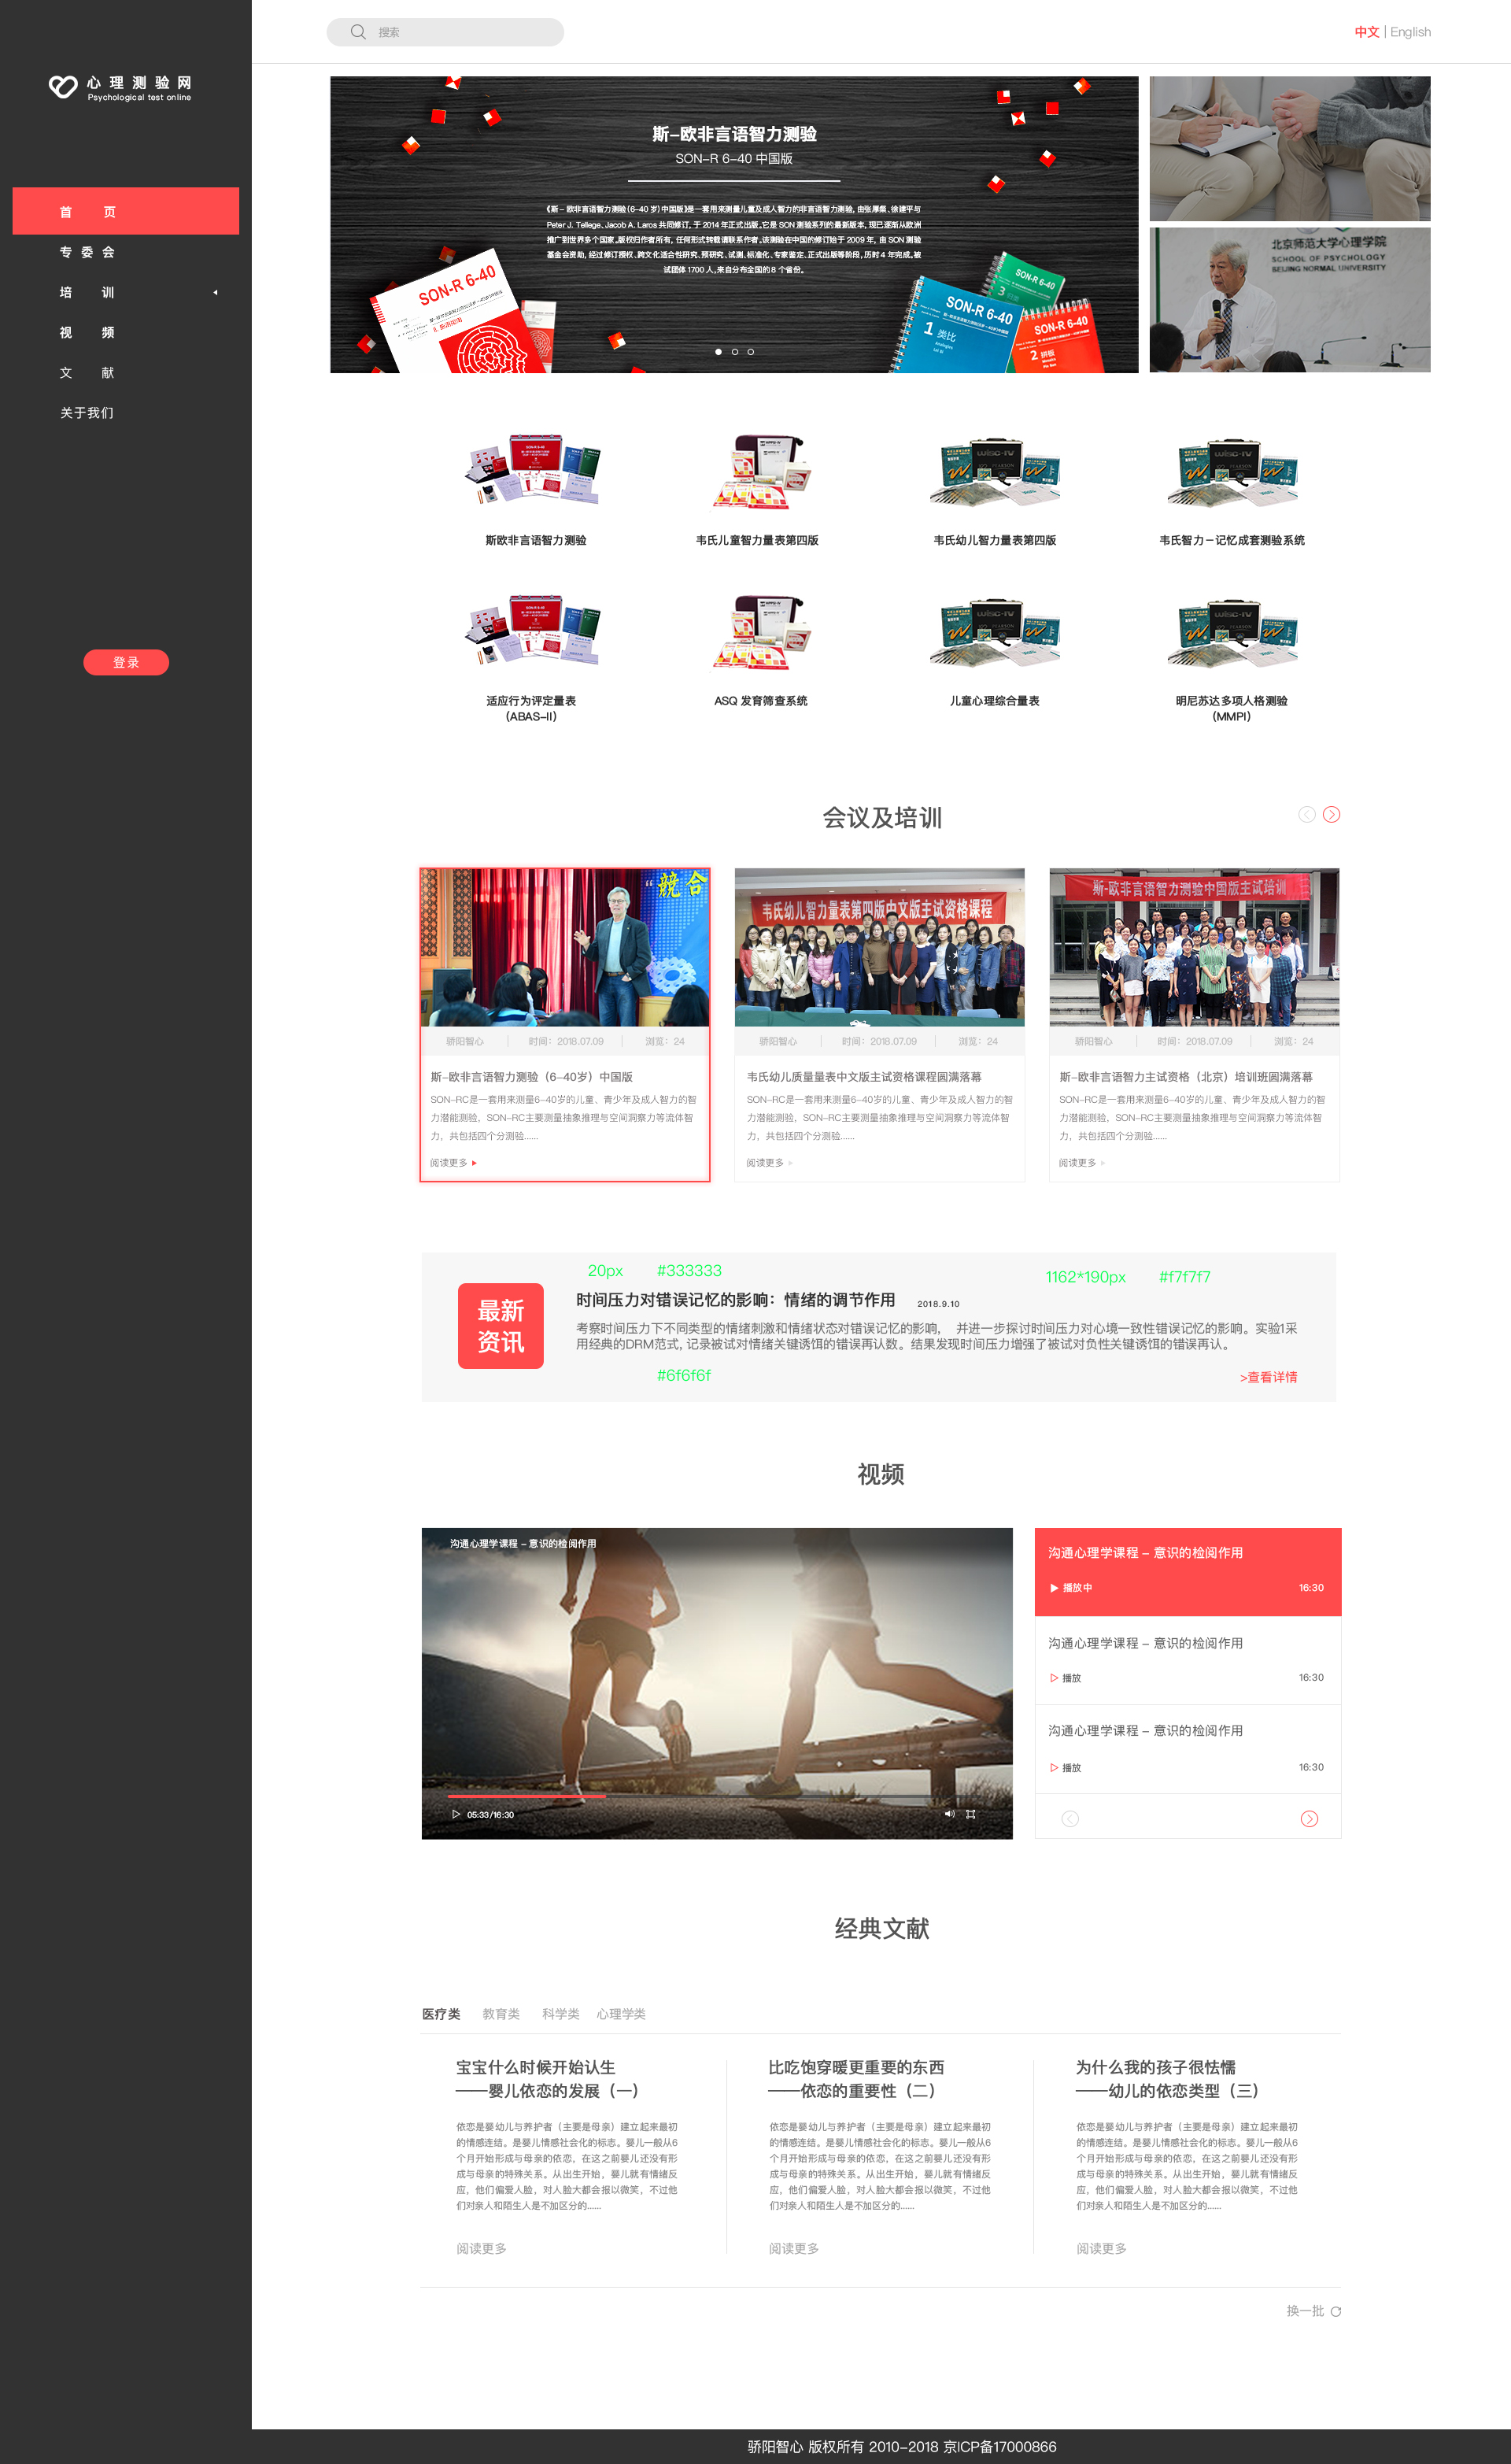 心理测验网
Psychological test online
首 页
专 委 会
培 训
视 频
文 献
关于我们
登录
搜索
中文 | English
斯-欧非言语智力测验
SON-R 6-40 中国版
《斯-欧非言语智力测验(6-40 岁)中国版》是一套用来测量儿童及成人智力的非言语智力测验, 由张厚粲、徐建平与
Peter J. Tellege、Jacob A. Laros 共同修订, 于 2014 年正式出版。它是 SON 测验系列的最新版本, 现已逐渐从欧洲
推广到世界多个国家。版权归作者所有, 任何形式转载请联系作者。该测验在中国的修订始于 2009 年, 由 SON 测验
基金会资助, 经过修订授权、跨文化适合性研究、预研究、试测、标准化、专家鉴定、正式出版等阶段, 历时 4 年完成。被
试团体 1700 人, 来自分布全国的 8 个省份。
SON-R 6-40
SON-R 6-40
1 类比
SON-R 6-40
3
SON-R 6-40
2 拼板
北京师范大学心理学院
SCHOOL OF PSYCHOLOGY
BEIJING NORMAL UNIVERSITY
斯欧非言语智力测验
韦氏儿童智力量表第四版
韦氏幼儿智力量表第四版
韦氏智力－记忆成套测验系统
适应行为评定量表
（ABAS-II）
ASQ 发育筛查系统
儿童心理综合量表
明尼苏达多项人格测验
（MMPI）
会议及培训
“競合
韦氏幼儿智力量表第四版中文版主试资格课程
斯-欧非言语智力测验中国版主试培训
骄阳智心 时间：2018.07.09 浏览：24
斯-欧非言语智力测验（6-40岁）中国版
SON-RC是一套用来测量6-40岁的儿童、青少年及成人智力的智
力潜能测验，SON-RC主要测量抽象推理与空间洞察力等流体智
力，共包括四个分测验......
阅读更多
骄阳智心 时间：2018.07.09 浏览：24
韦氏幼儿质量量表中文版主试资格课程圆满落幕
SON-RC是一套用来测量6-40岁的儿童、青少年及成人智力的智
力潜能测验，SON-RC主要测量抽象推理与空间洞察力等流体智
力，共包括四个分测验......
阅读更多
骄阳智心 时间：2018.07.09 浏览：24
斯-欧非言语智力主试资格（北京）培训班圆满落幕
SON-RC是一套用来测量6-40岁的儿童、青少年及成人智力的智
力潜能测验，SON-RC主要测量抽象推理与空间洞察力等流体智
力，共包括四个分测验......
阅读更多
最新
资讯
20px #333333
1162*190px #f7f7f7
时间压力对错误记忆的影响：情绪的调节作用 2018.9.10
考察时间压力下不同类型的情绪刺激和情绪状态对错误记忆的影响， 并进一步探讨时间压力对心境一致性错误记忆的影响。实验1采
用经典的DRM范式, 记录被试对情绪关键诱饵的错误再认数。结果发现时间压力增强了被试对负性关键诱饵的错误再认。
#6f6f6f
>查看详情
视频
沟通心理学课程 – 意识的检阅作用
05:33/16:30
沟通心理学课程 – 意识的检阅作用
播放中 16:30
沟通心理学课程 – 意识的检阅作用
播放 16:30
沟通心理学课程 – 意识的检阅作用
播放 16:30
经典文献
医疗类 教育类 科学类 心理学类
宝宝什么时候开始认生
——婴儿依恋的发展（一）
依恋是婴幼儿与养护者（主要是母亲）建立起来最初
的情感连结。是婴儿情感社会化的标志。婴儿一般从6
个月开始形成与母亲的依恋，在这之前婴儿还没有形
成与母亲的特殊关系。从出生开始，婴儿就有情绪反
应，他们偏爱人脸，对人脸大都会报以微笑，不过他
们对亲人和陌生人是不加区分的......
阅读更多
比吃饱穿暖更重要的东西
——依恋的重要性（二）
依恋是婴幼儿与养护者（主要是母亲）建立起来最初
的情感连结。是婴儿情感社会化的标志。婴儿一般从6
个月开始形成与母亲的依恋，在这之前婴儿还没有形
成与母亲的特殊关系。从出生开始，婴儿就有情绪反
应，他们偏爱人脸，对人脸大都会报以微笑，不过他
们对亲人和陌生人是不加区分的......
阅读更多
为什么我的孩子很怯懦
——幼儿的依恋类型（三）
依恋是婴幼儿与养护者（主要是母亲）建立起来最初
的情感连结。是婴儿情感社会化的标志。婴儿一般从6
个月开始形成与母亲的依恋，在这之前婴儿还没有形
成与母亲的特殊关系。从出生开始，婴儿就有情绪反
应，他们偏爱人脸，对人脸大都会报以微笑，不过他
们对亲人和陌生人是不加区分的......
阅读更多
换一批
骄阳智心 版权所有 2010-2018 京ICP备17000866